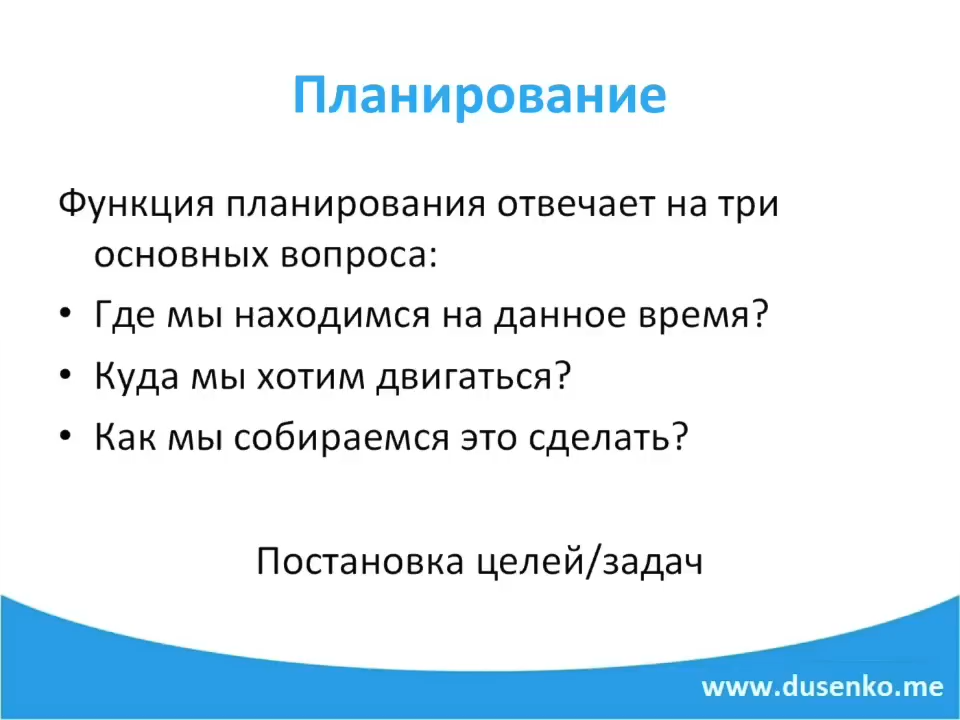 Планирование
Функция планирования отвечает на три
основных вопроса:
• Где мы находимся на данное время?
• Куда мы хотим двигаться?
• Как мы собираемся это сделать?
Постановка целей/задач
www.dusenko.me